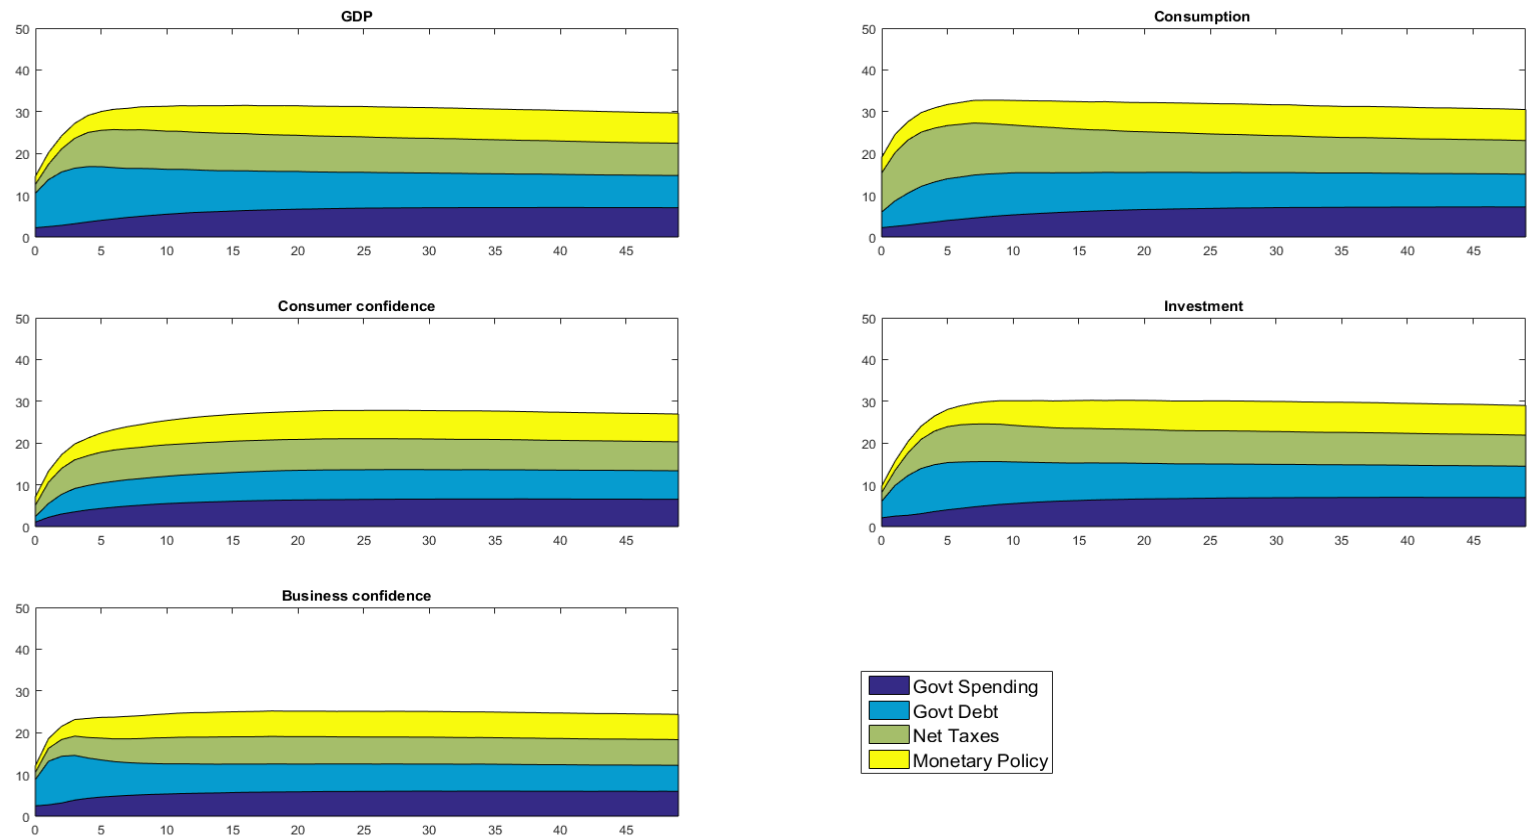 GDP
50
40
30
20
10
0
0 5 10 15 20 25 30 35 40 45
Consumption
50
40
30
20
10
0
0 5 10 15 20 25 30 35 40 45
Consumer confidence
50
40
30
20
10
0
0 5 10 15 20 25 30 35 40 45
Investment
50
40
30
20
10
0
0 5 10 15 20 25 30 35 40 45
Business confidence
50
40
30
20
10
0
0 5 10 15 20 25 30 35 40 45
Govt Spending
Govt Debt
Net Taxes
Monetary Policy